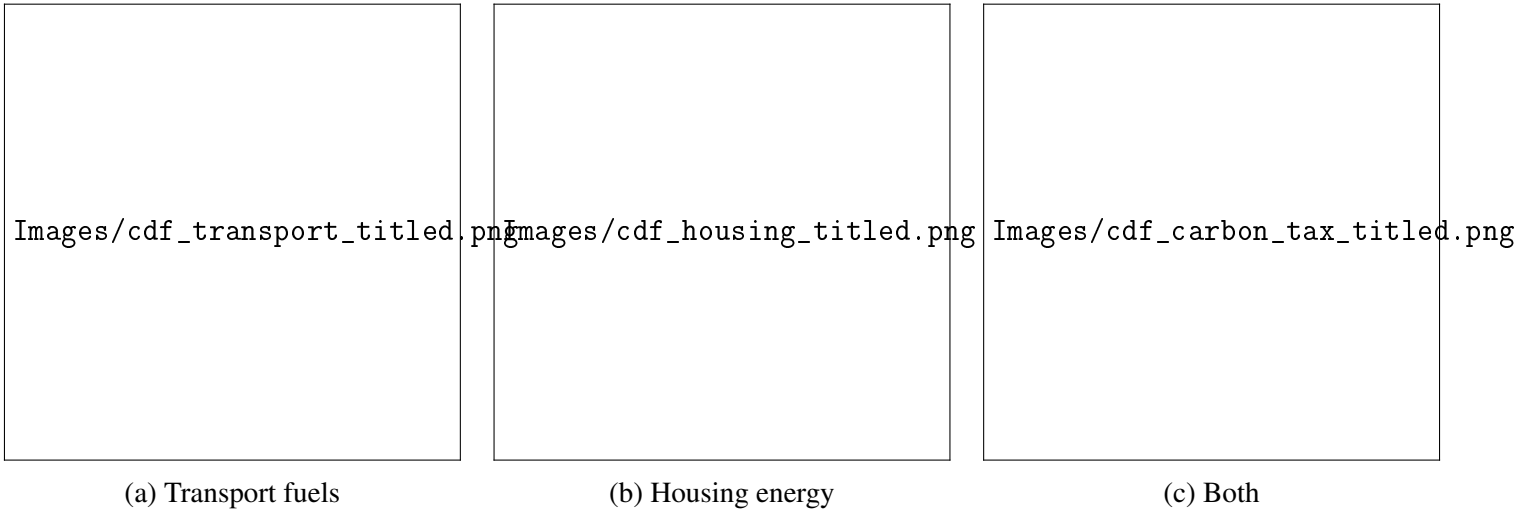 Images/cdf_transport_titled.png
Images/cdf_housing_titled.png
Images/cdf_carbon_tax_titled.png
(a) Transport fuels
(b) Housing energy
(c) Both